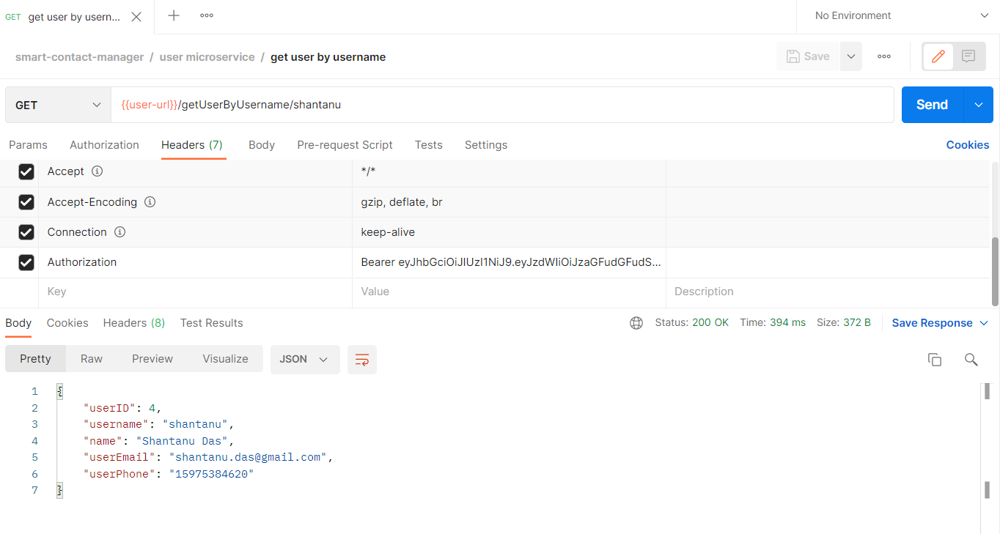 GET get user by usern... No Environment
smart-contact-manager / user microservice / get user by username Save
GET {{user-url}}/getUserByUsername/shantanu Send
Params Authorization Headers (7) Body Pre-request Script Tests Settings Cookies
Accept */*
Accept-Encoding gzip, deflate, br
Connection keep-alive
Authorization Bearer eyJhbGciOiJIUzI1NiJ9.eyJzdWIiOiJzaGFudGFudS...
Key Value Description
Body Cookies Headers (8) Test Results Status: 200 OK Time: 394 ms Size: 372 B Save Response
Pretty Raw Preview Visualize JSON
1 {
2 "userID": 4,
3 "username": "shantanu",
4 "name": "Shantanu Das",
5 "userEmail": "shantanu.das@gmail.com",
6 "userPhone": "15975384620"
7 }